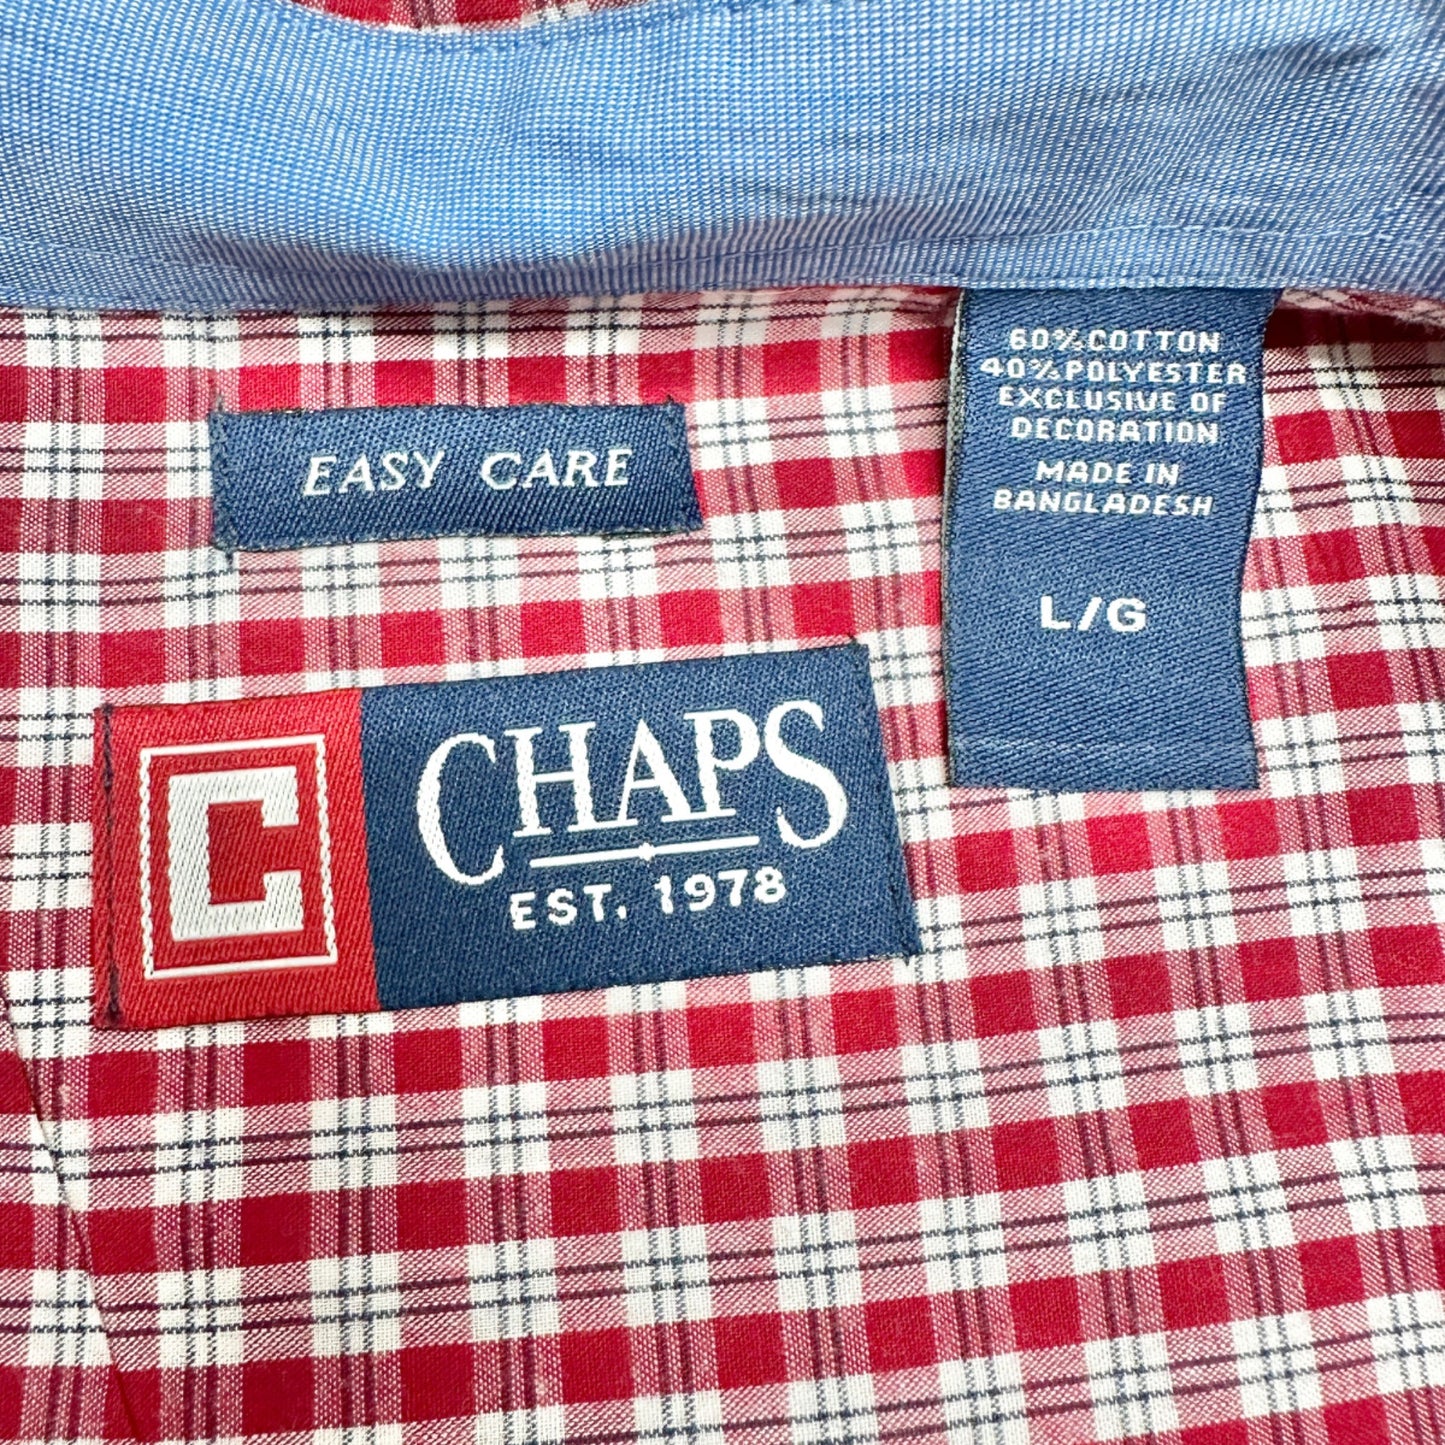 60% COTTON
40% POLYESTER
EXCLUSIVE OF
DECORATION
MADE IN
BANGLADESH
L/G
EASY CARE
C
CHAPS
EST. 1978